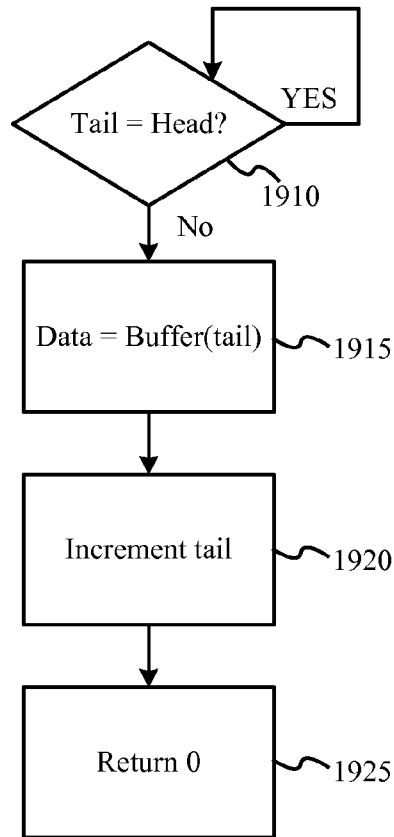 Tail = Head?
YES
1910
No
Data = Buffer(tail)
1915
Increment tail
1920
Return 0
1925